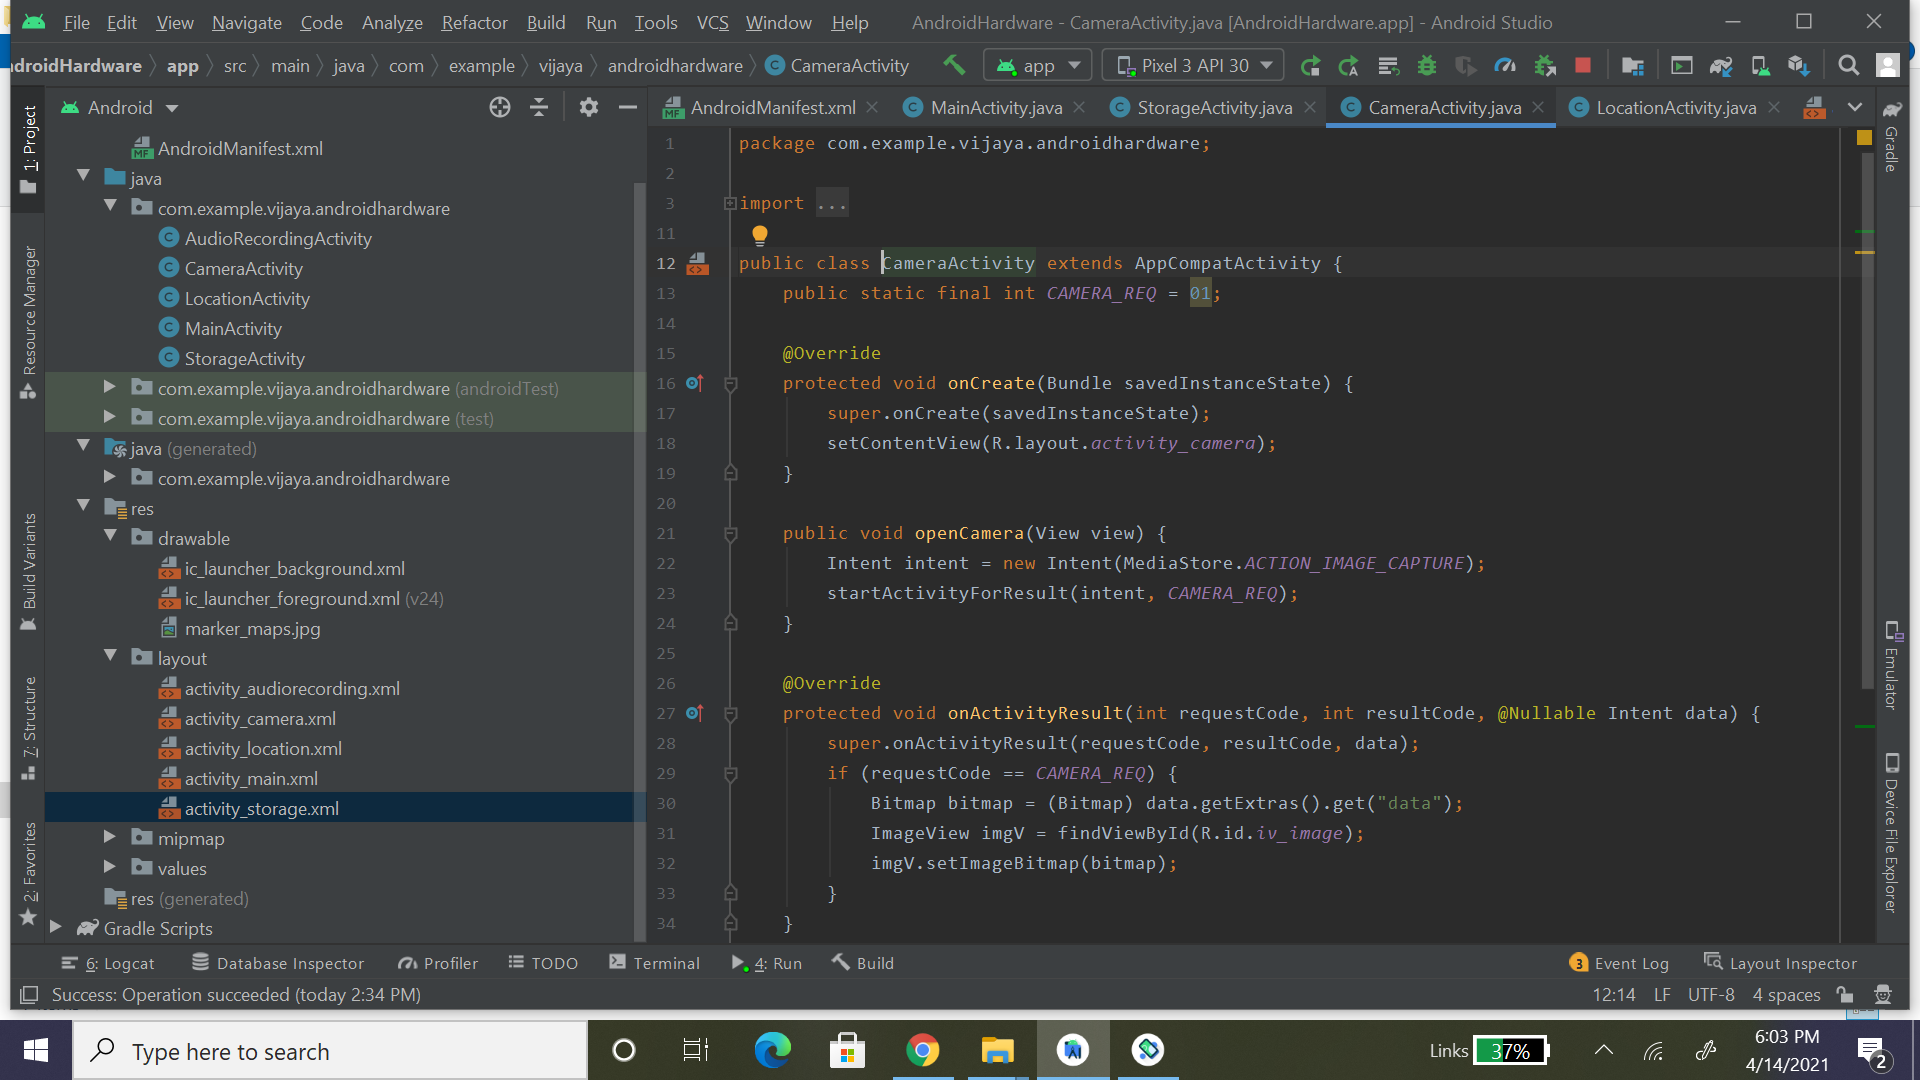 File Edit View Navigate Code Analyze Refactor Build Run Tools VCS Window Help AndroidHardware - CameraActivity.java [AndroidHardware.app] - Android Studio
droidHardware app src main java com example vijaya androidhardware CameraActivity app Pixel 3 API 30
Android
AndroidManifest.xml MainActivity.java StorageActivity.java CameraActivity.java LocationActivity.java
1: Project
Resource Manager
Build Variants
7: Structure
2: Favorites
AndroidManifest.xml
java
com.example.vijaya.androidhardware
AudioRecordingActivity
CameraActivity
LocationActivity
MainActivity
StorageActivity
com.example.vijaya.androidhardware (androidTest)
com.example.vijaya.androidhardware (test)
java (generated)
com.example.vijaya.androidhardware
res
drawable
ic_launcher_background.xml
ic_launcher_foreground.xml (v24)
marker_maps.jpg
layout
activity_audiorecording.xml
activity_camera.xml
activity_location.xml
activity_main.xml
activity_storage.xml
mipmap
values
res (generated)
Gradle Scripts
1 package com.example.vijaya.androidhardware;
2
3 import ...
11
12 public class CameraActivity extends AppCompatActivity {
13 public static final int CAMERA_REQ = 01;
14
15 @Override
16 protected void onCreate(Bundle savedInstanceState) {
17 super.onCreate(savedInstanceState);
18 setContentView(R.layout.activity_camera);
19 }
20
21 public void openCamera(View view) {
22 Intent intent = new Intent(MediaStore.ACTION_IMAGE_CAPTURE);
23 startActivityForResult(intent, CAMERA_REQ);
24 }
25
26 @Override
27 protected void onActivityResult(int requestCode, int resultCode, @Nullable Intent data) {
28 super.onActivityResult(requestCode, resultCode, data);
29 if (requestCode == CAMERA_REQ) {
30 Bitmap bitmap = (Bitmap) data.getExtras().get("data");
31 ImageView imgV = findViewById(R.id.iv_image);
32 imgV.setImageBitmap(bitmap);
33 }
34 }
Gradle
Emulator
Device File Explorer
6: Logcat Database Inspector Profiler TODO Terminal 4: Run Build 3 Event Log Layout Inspector
Success: Operation succeeded (today 2:34 PM) 12:14 LF UTF-8 4 spaces
Type here to search Links 37% 6:03 PM
4/14/2021 2